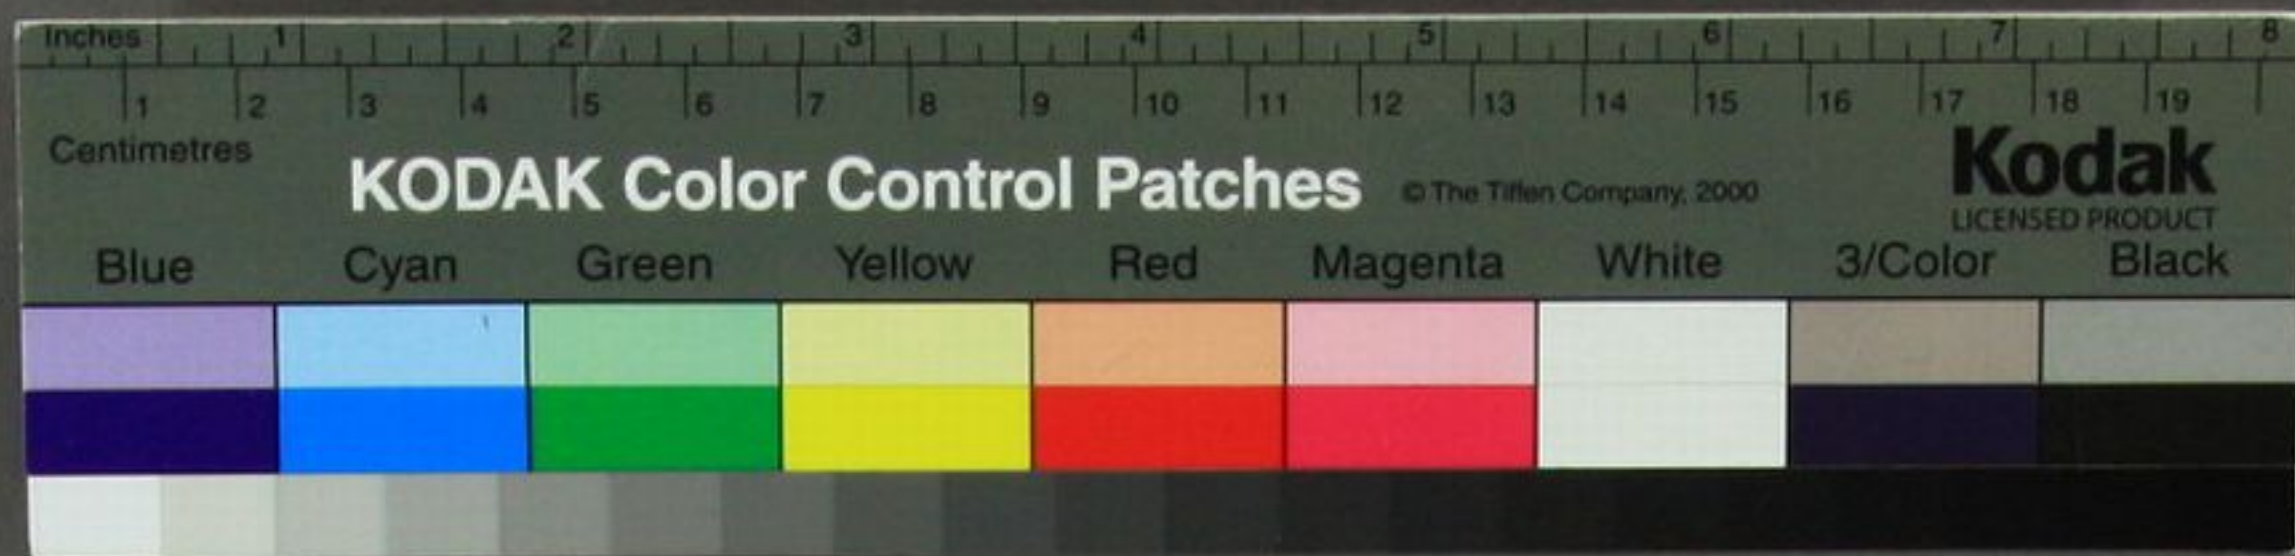 Inches 1 2 3 4 5 6 7 8
1 2 3 4 5 6 7 8 9 10 11 12 13 14 15 16 17 18 19
Centimetres
KODAK Color Control Patches © The Tiffen Company, 2000
Kodak
LICENSED PRODUCT
Blue Cyan Green Yellow Red Magenta White 3/Color Black